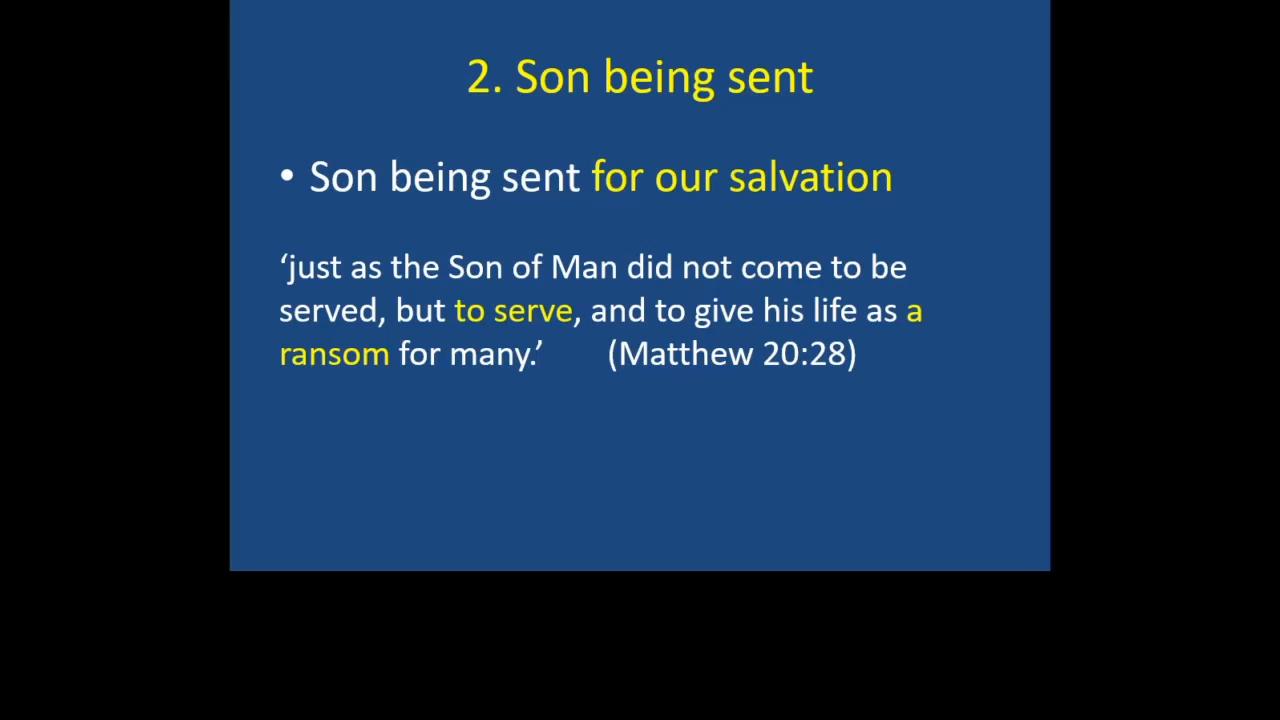 2. Son being sent
• Son being sent for our salvation
‘just as the Son of Man did not come to be
served, but to serve, and to give his life as a
ransom for many.’ (Matthew 20:28)